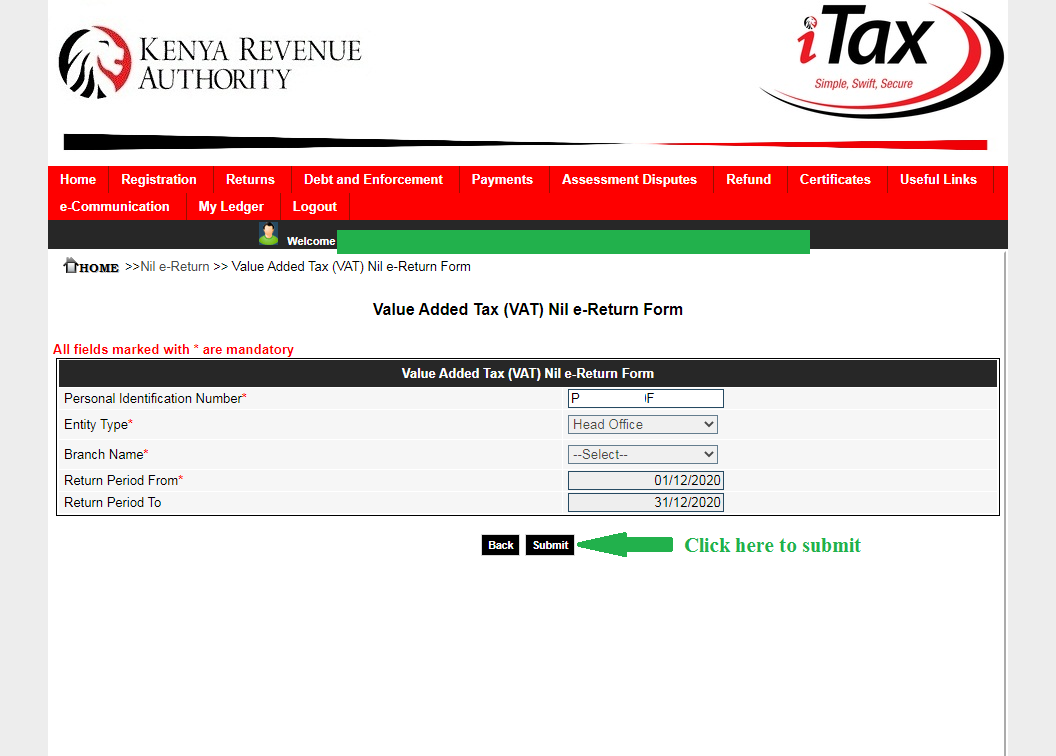 KENYA REVENUE
AUTHORITY
iTax
Simple, Swift, Secure
Home Registration Returns Debt and Enforcement Payments Assessment Disputes Refund Certificates Useful Links
e-Communication My Ledger Logout
Welcome
HOME >>Nil e-Return >> Value Added Tax (VAT) Nil e-Return Form
Value Added Tax (VAT) Nil e-Return Form
All fields marked with * are mandatory
Value Added Tax (VAT) Nil e-Return Form
Personal Identification Number* P F
Entity Type* Head Office
Branch Name* --Select--
Return Period From* 01/12/2020
Return Period To 31/12/2020
Back Submit Click here to submit